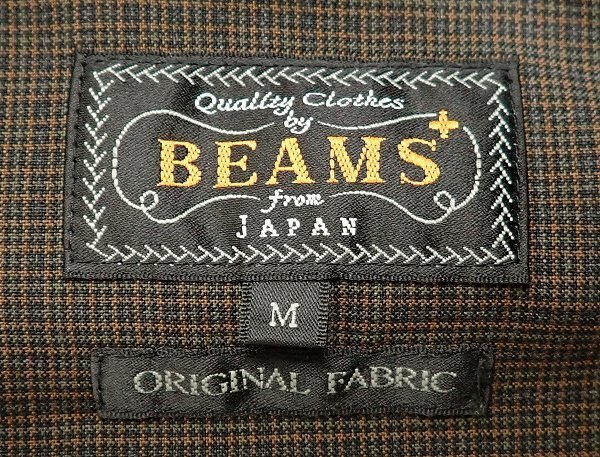 Quality Clothes
by
BEAMS+
from
JAPAN
M
ORIGINAL FABRIC